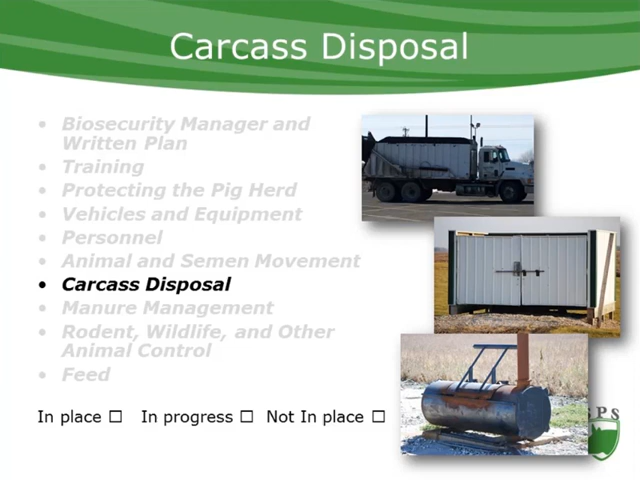 Carcass Disposal
• Biosecurity Manager and
Written Plan
• Training
• Protecting the Pig Herd
• Vehicles and Equipment
• Personnel
• Animal and Semen Movement
• Carcass Disposal
• Manure Management
• Rodent, Wildlife, and Other
Animal Control
• Feed
In place ☐ In progress ☐ Not In place ☐